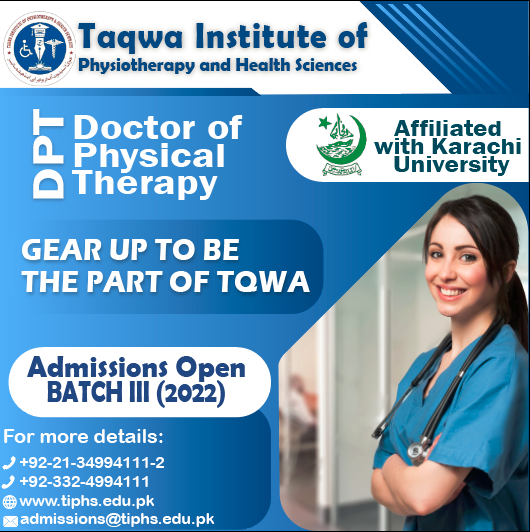 Taqwa Institute of
Physiotherapy and Health Sciences
DPT
Doctor of
Physical
Therapy
Affiliated
with Karachi
University
GEAR UP TO BE
THE PART OF TQWA
Admissions Open
BATCH III (2022)
For more details:
+92-21-34994111-2
+92-332-4994111
www.tiphs.edu.pk
admissions@tiphs.edu.pk